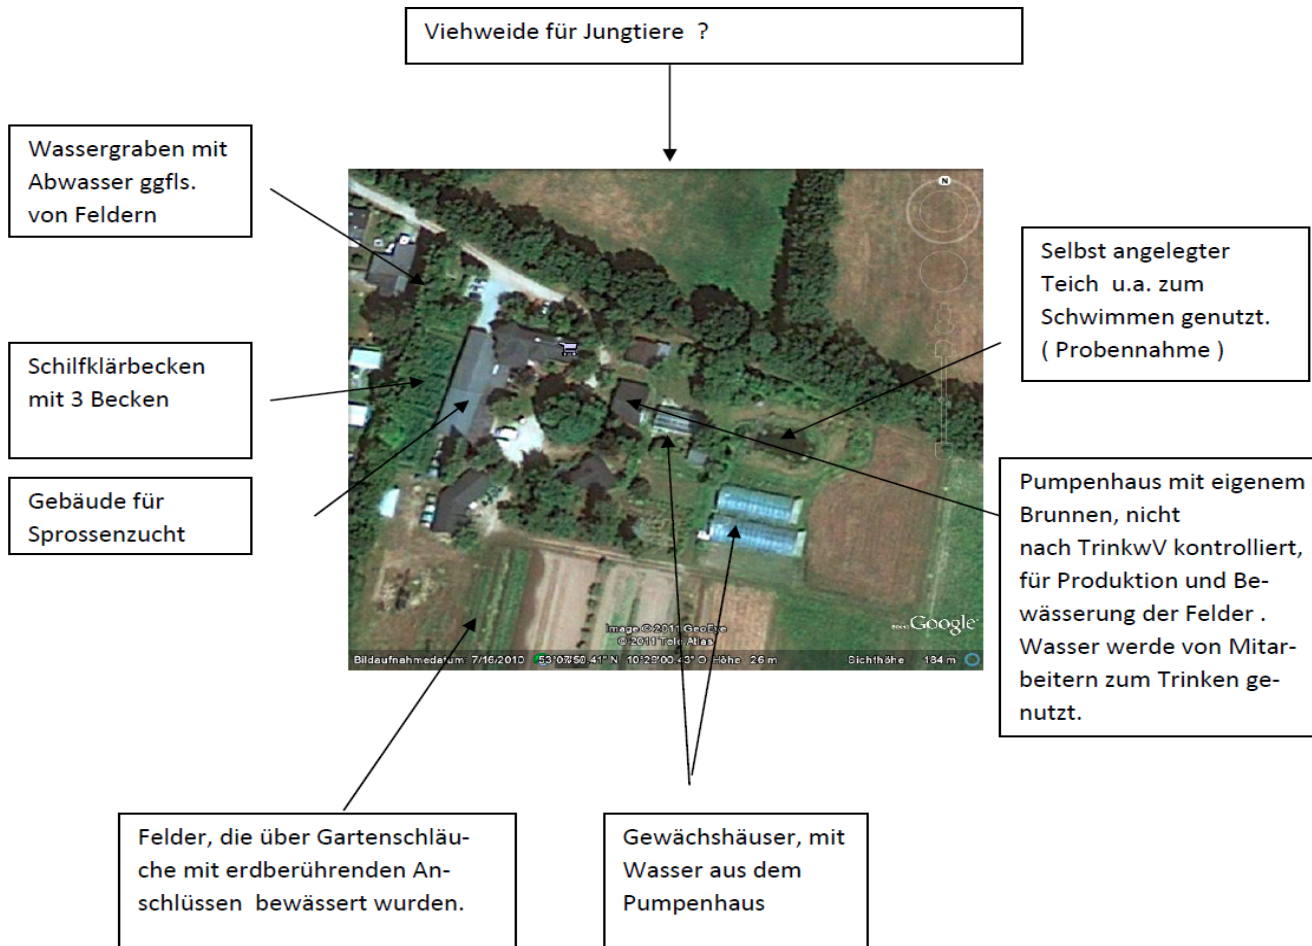 Viehweide für Jungtiere  ?
Wassergraben mit
Abwasser ggfls.
von Feldern
Schilfklärbecken
mit 3 Becken
Gebäude für
Sprossenzucht
Selbst angelegter
Teich  u.a. zum
Schwimmen genutzt.
( Probennahme )
Pumpenhaus mit eigenem
Brunnen, nicht
nach TrinkwV kontrolliert,
für Produktion und Be-
wässerung der Felder .
Wasser werde von Mitar-
beitern zum Trinken ge-
nutzt.
N
Image © 2011 GeoEye
© 2011 Tele Atlas
Google
Bildaufnahmedatum  7/16/2010  10°28'00.43" O  Höhe  26 m  Sichthöhe  184 m
Felder, die über Gartenschläu-
che mit erdberührenden An-
schlüssen  bewässert wurden.
Gewächshäuser, mit
Wasser aus dem
Pumpenhaus